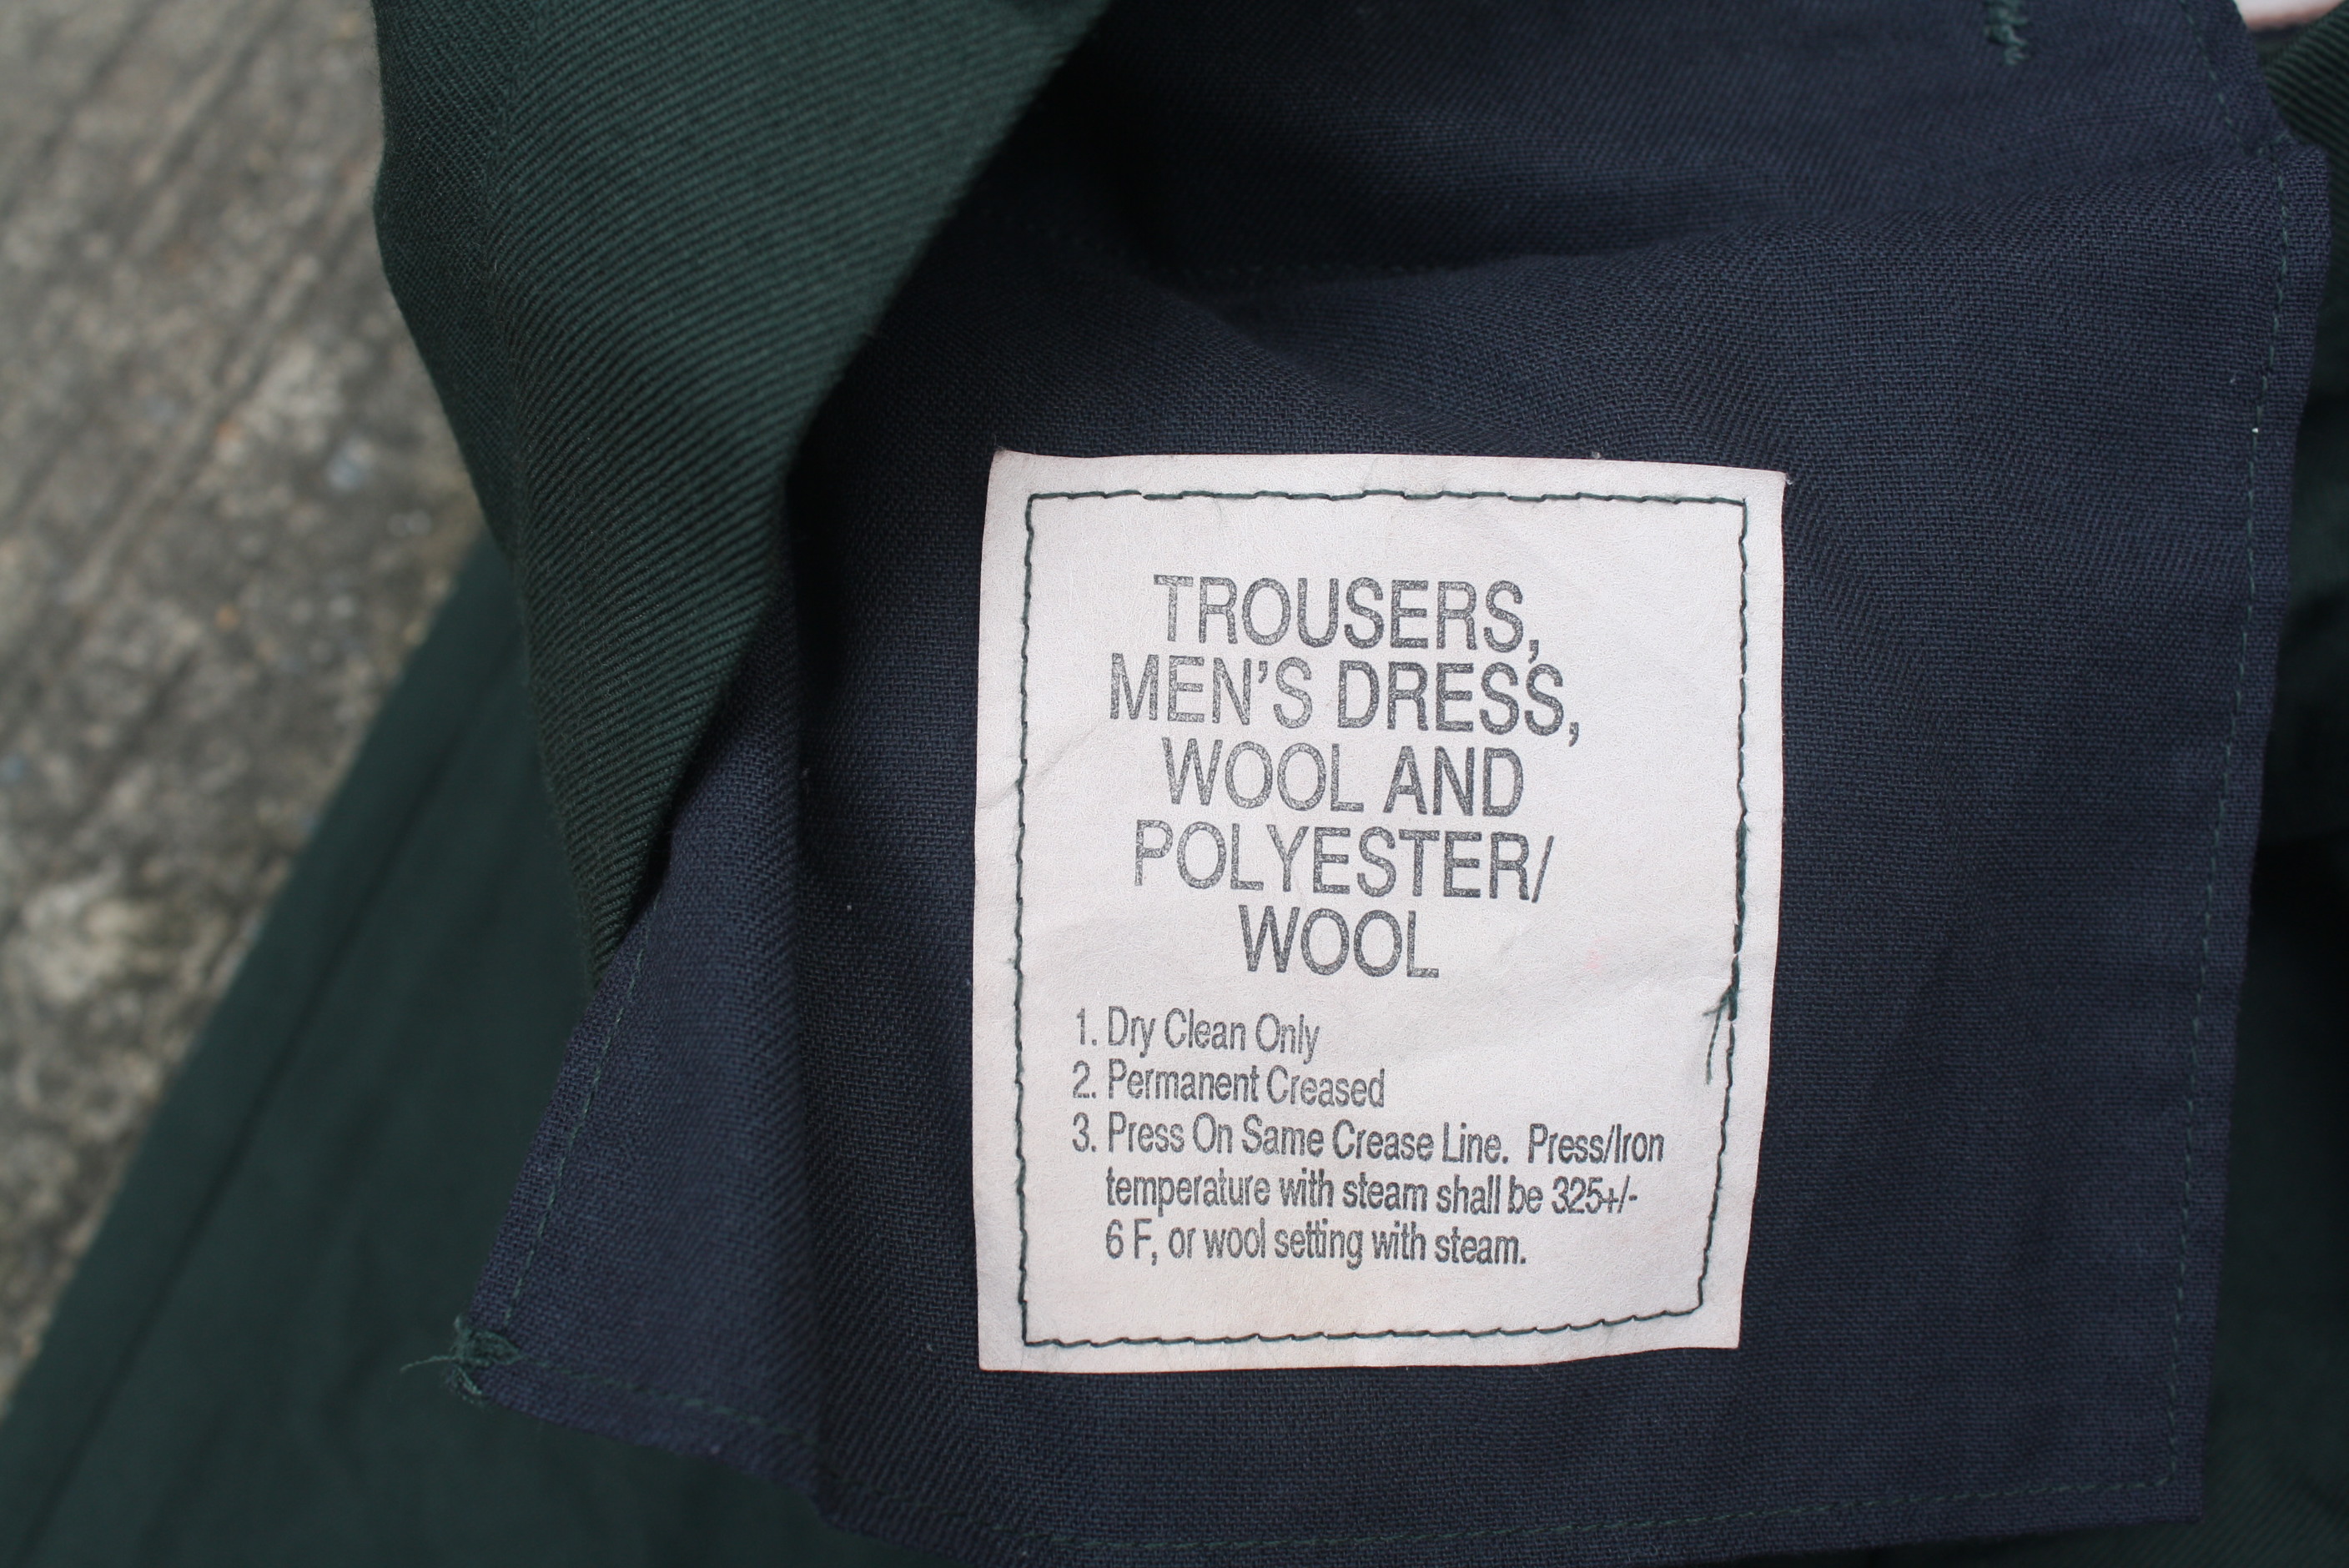 TROUSERS,
MEN'S DRESS,
WOOL AND
POLYESTER/
WOOL
1. Dry Clean Only
2. Permanent Creased
3. Press On Same Crease Line. Press/Iron
temperature with steam shall be 325+/-
6 F, or wool setting with steam.